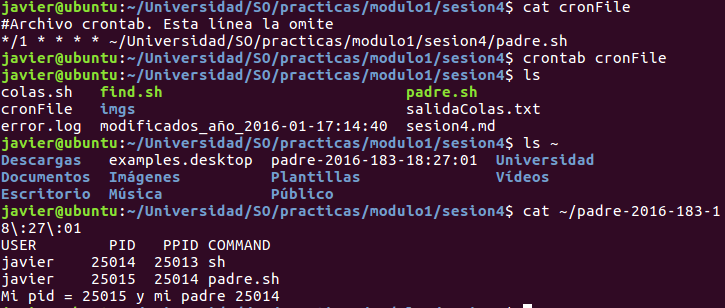 javier@ubuntu:~/Universidad/SO/practicas/modulo1/sesion4$ cat cronFile
#Archivo crontab. Esta línea la omite
*/1 * * * * ~/Universidad/SO/practicas/modulo1/sesion4/padre.sh
javier@ubuntu:~/Universidad/SO/practicas/modulo1/sesion4$ crontab cronFile
javier@ubuntu:~/Universidad/SO/practicas/modulo1/sesion4$ ls
colas.sh find.sh padre.sh
cronFile imgs salidaColas.txt
error.log modificados_año_2016-01-17:14:40 sesion4.md
javier@ubuntu:~/Universidad/SO/practicas/modulo1/sesion4$ ls ~
Descargas examples.desktop padre-2016-183-18:27:01 Universidad
Documentos Imágenes Plantillas Vídeos
Escritorio Música Público
javier@ubuntu:~/Universidad/SO/practicas/modulo1/sesion4$ cat ~/padre-2016-183-1
8\:27\:01
USER PID PPID COMMAND
javier 25014 25013 sh
javier 25015 25014 padre.sh
Mi pid = 25015 y mi padre 25014